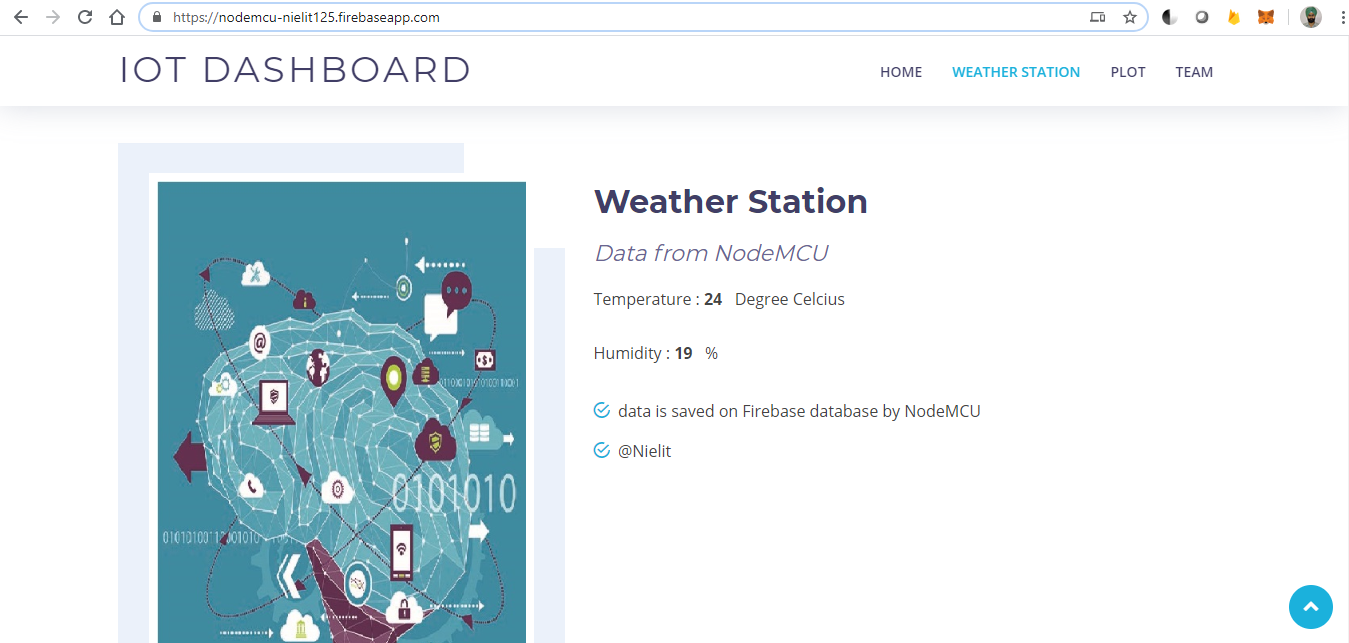 https://nodemcu-nielit125.firebaseapp.com
IOT DASHBOARD
HOME WEATHER STATION PLOT TEAM
Weather Station
Data from NodeMCU
Temperature : 24 Degree Celcius
Humidity : 19 %
data is saved on Firebase database by NodeMCU
@Nielit
0101010